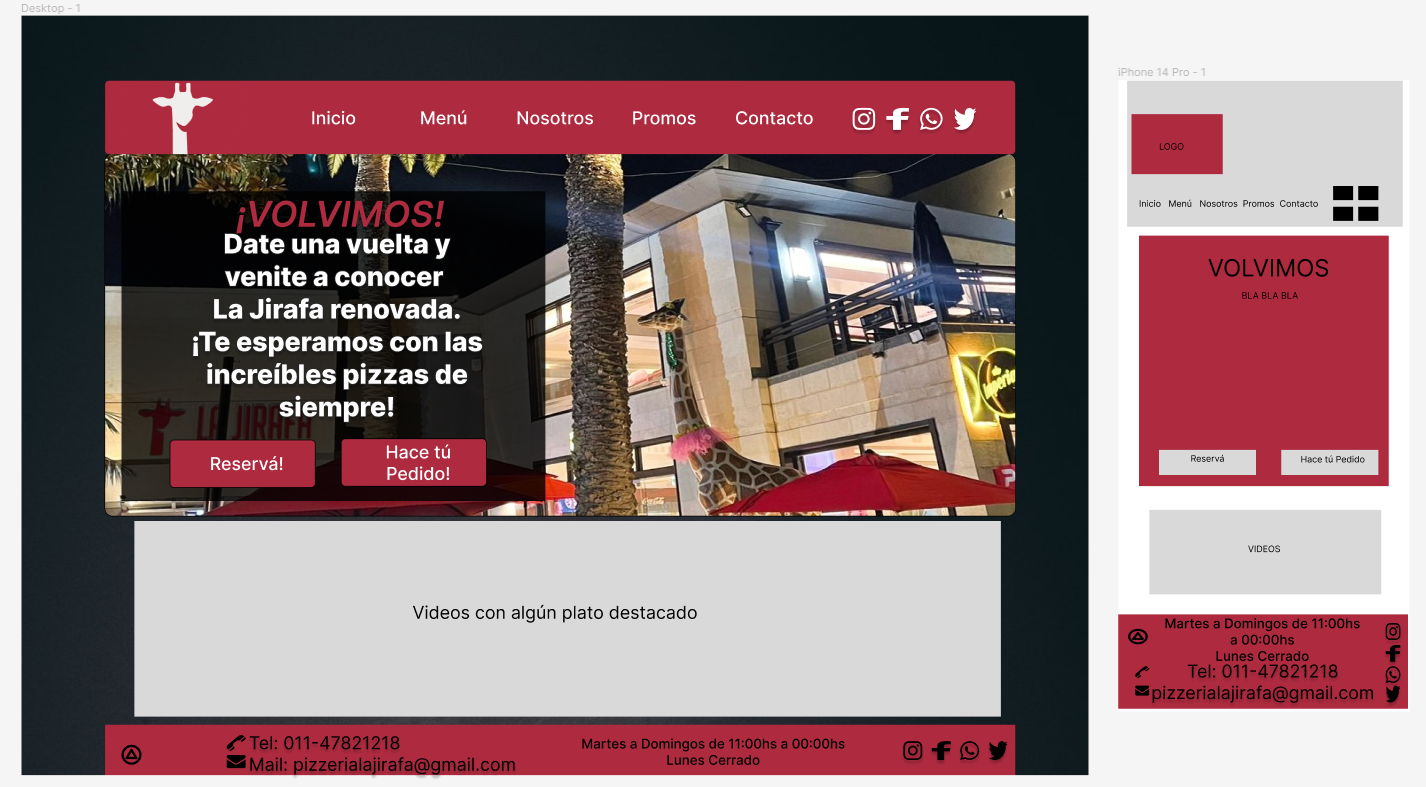 Desktop - 1
Inicio
Menú
Nosotros
Promos
Contacto
¡VOLVIMOS!
Date una vuelta y
venite a conocer
La Jirafa renovada.
¡Te esperamos con las
increíbles pizzas de
siempre!
LA JIRAFA
Reservá!
Hace tú
Pedido!
Videos con algún plato destacado
Tel: 011-47821218
Mail: pizzerialajirafa@gmail.com
Martes a Domingos de 11:00hs a 00:00hs
Lunes Cerrado
iPhone 14 Pro - 1
LOGO
Inicio
Menú
Nosotros
Promos
Contacto
VOLVIMOS
BLA BLA BLA
Reservá
Hace tú Pedido
VIDEOS
Martes a Domingos de 11:00hs
a 00:00hs
Lunes Cerrado
Tel: 011-47821218
pizzerialajirafa@gmail.com